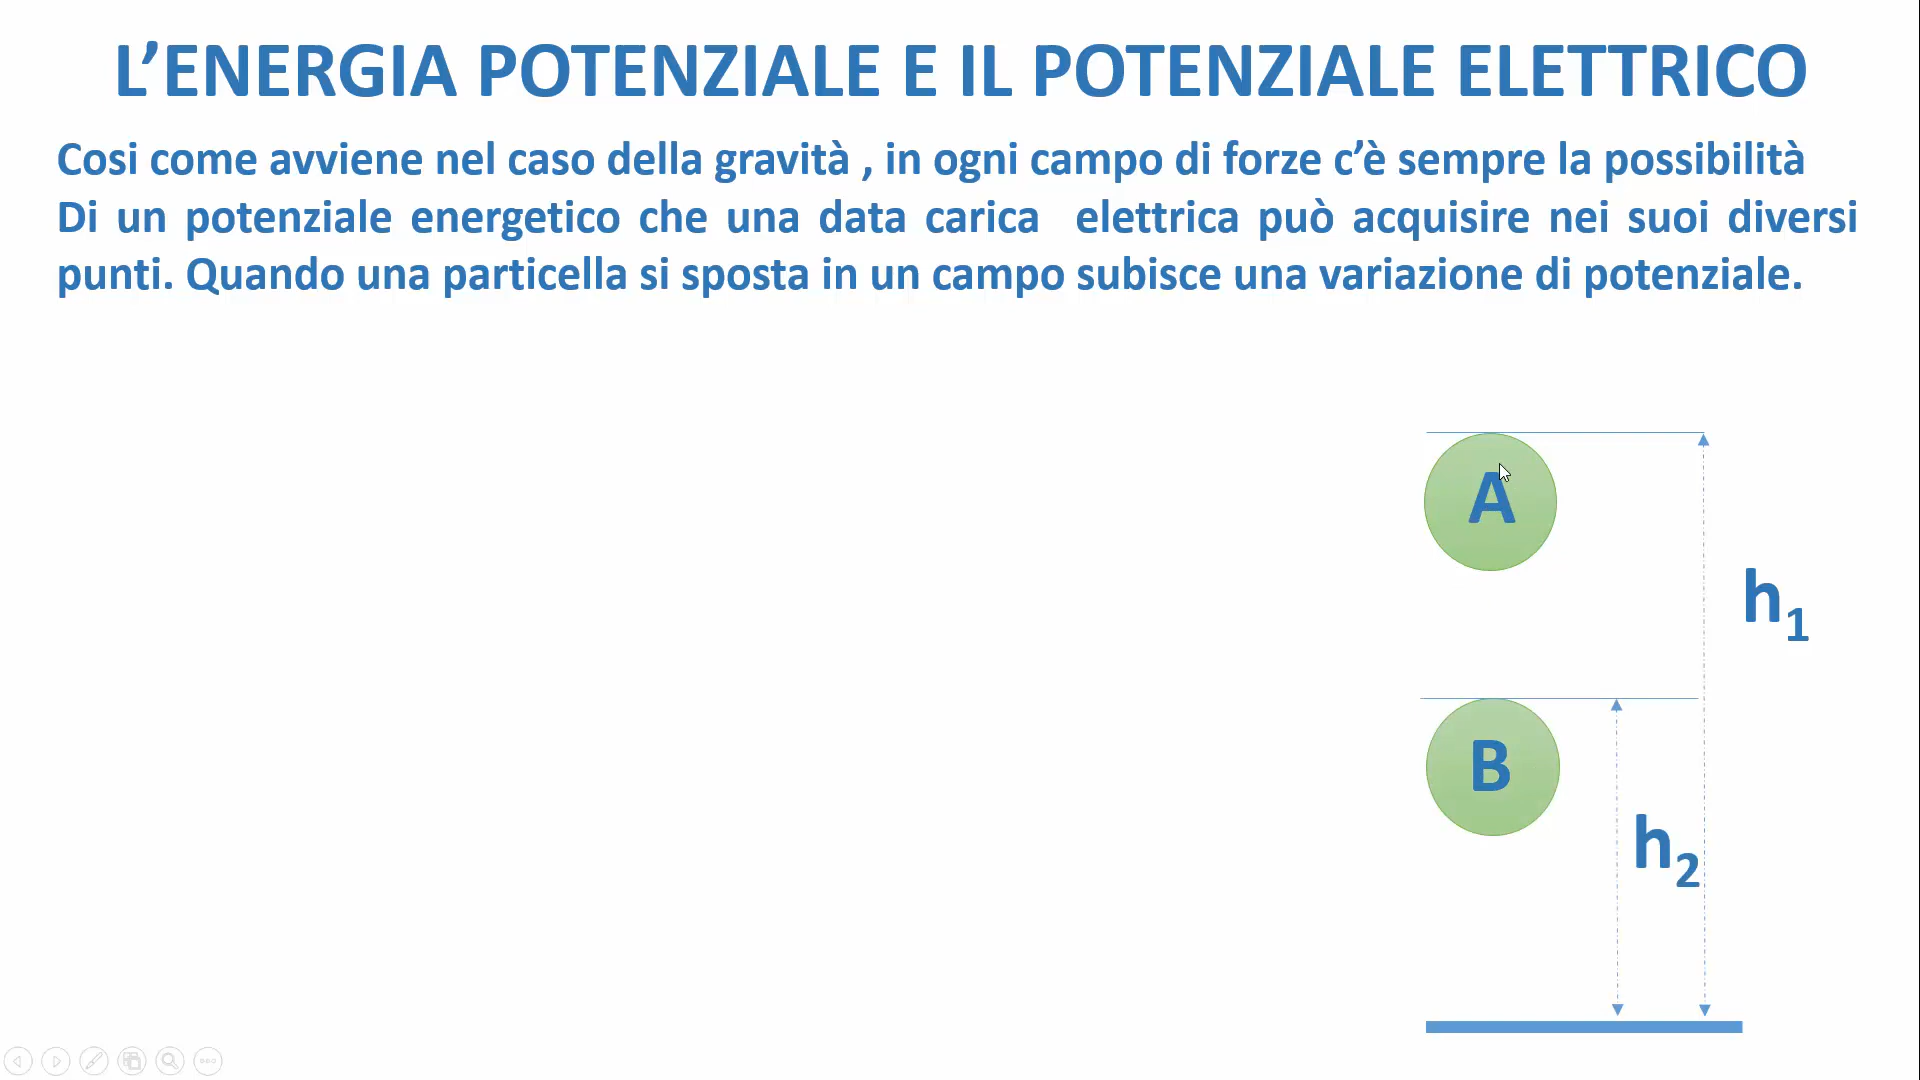 L’ENERGIA POTENZIALE E IL POTENZIALE ELETTRICO
Cosi come avviene nel caso della gravità , in ogni campo di forze c’è sempre la possibilità
Di un potenziale energetico che una data carica elettrica può acquisire nei suoi diversi
punti. Quando una particella si sposta in un campo subisce una variazione di potenziale.
A
h1
B
h2